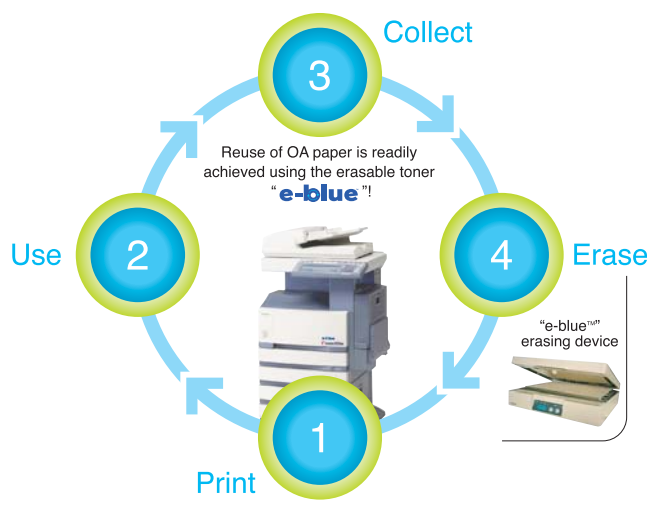 Collect
3
Reuse of OA paper is readily
achieved using the erasable toner
“e-blue”!
Use
2
4
Erase
“e-blue™”
erasing device
1
Print